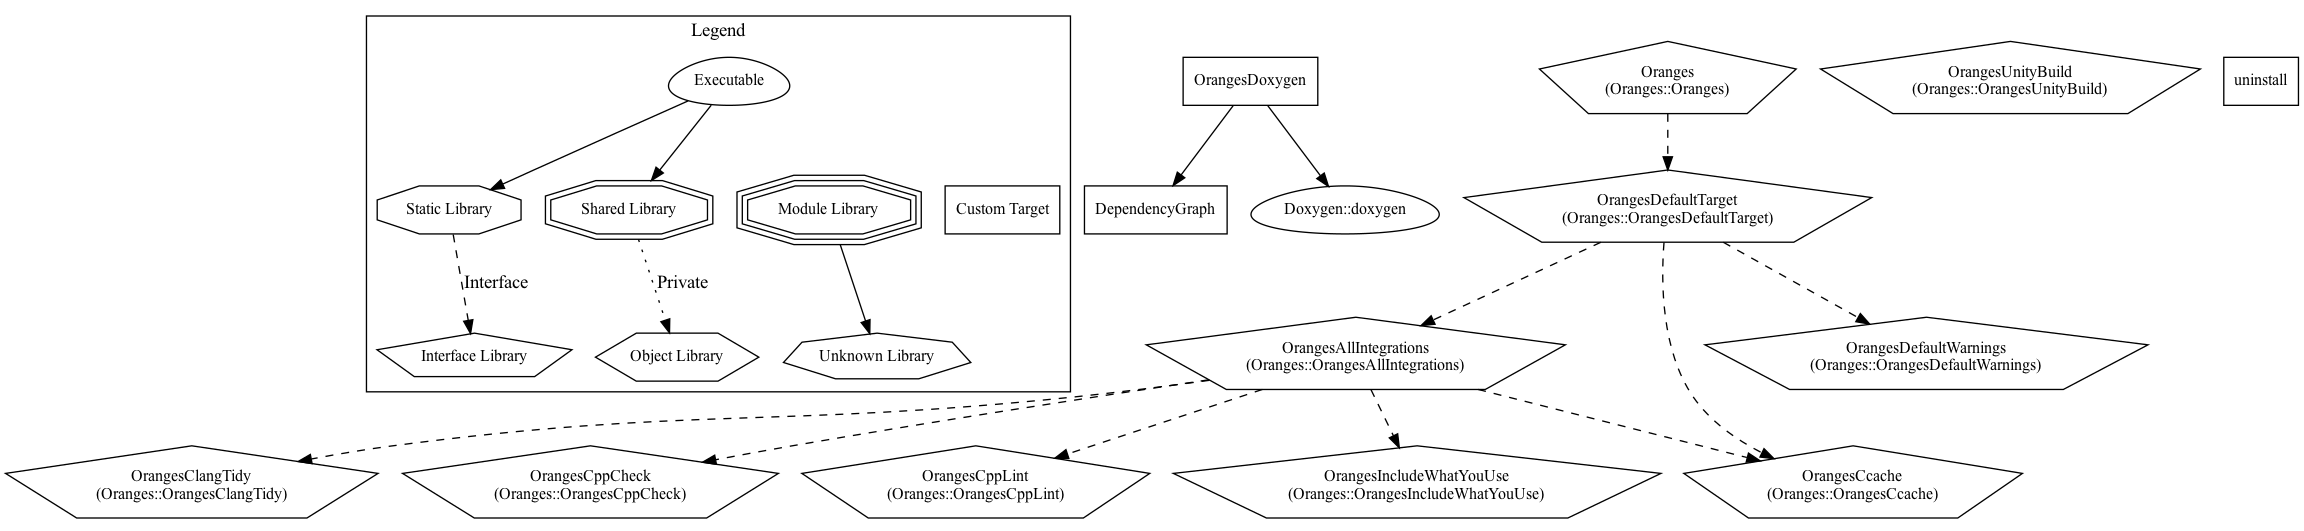 Legend
Executable
Static Library
Shared Library
Module Library
Custom Target
Interface
Private
Interface Library
Object Library
Unknown Library
OrangesDoxygen
DependencyGraph
Doxygen::doxygen
Oranges
(Oranges::Oranges)
OrangesUnityBuild
(Oranges::OrangesUnityBuild)
uninstall
OrangesDefaultTarget
(Oranges::OrangesDefaultTarget)
OrangesAllIntegrations
(Oranges::OrangesAllIntegrations)
OrangesDefaultWarnings
(Oranges::OrangesDefaultWarnings)
OrangesClangTidy
(Oranges::OrangesClangTidy)
OrangesCppCheck
(Oranges::OrangesCppCheck)
OrangesCppLint
(Oranges::OrangesCppLint)
OrangesIncludeWhatYouUse
(Oranges::OrangesIncludeWhatYouUse)
OrangesCcache
(Oranges::OrangesCcache)